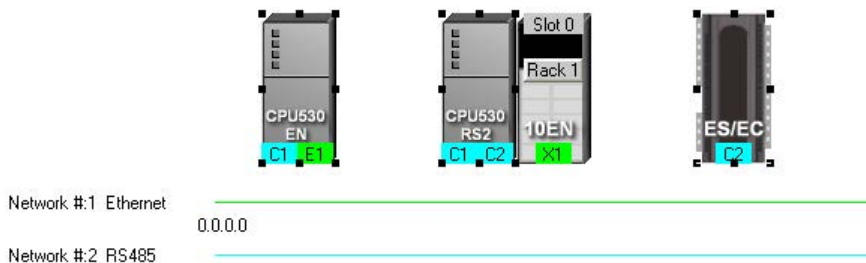 Slot 0
Rack 1
CPU530
EN
C1 E1
CPU530
RS2
C1 C2
10EN
X1
ES/EC
C2
Network #:1 Ethernet
0.0.0.0
Network #:2 RS485